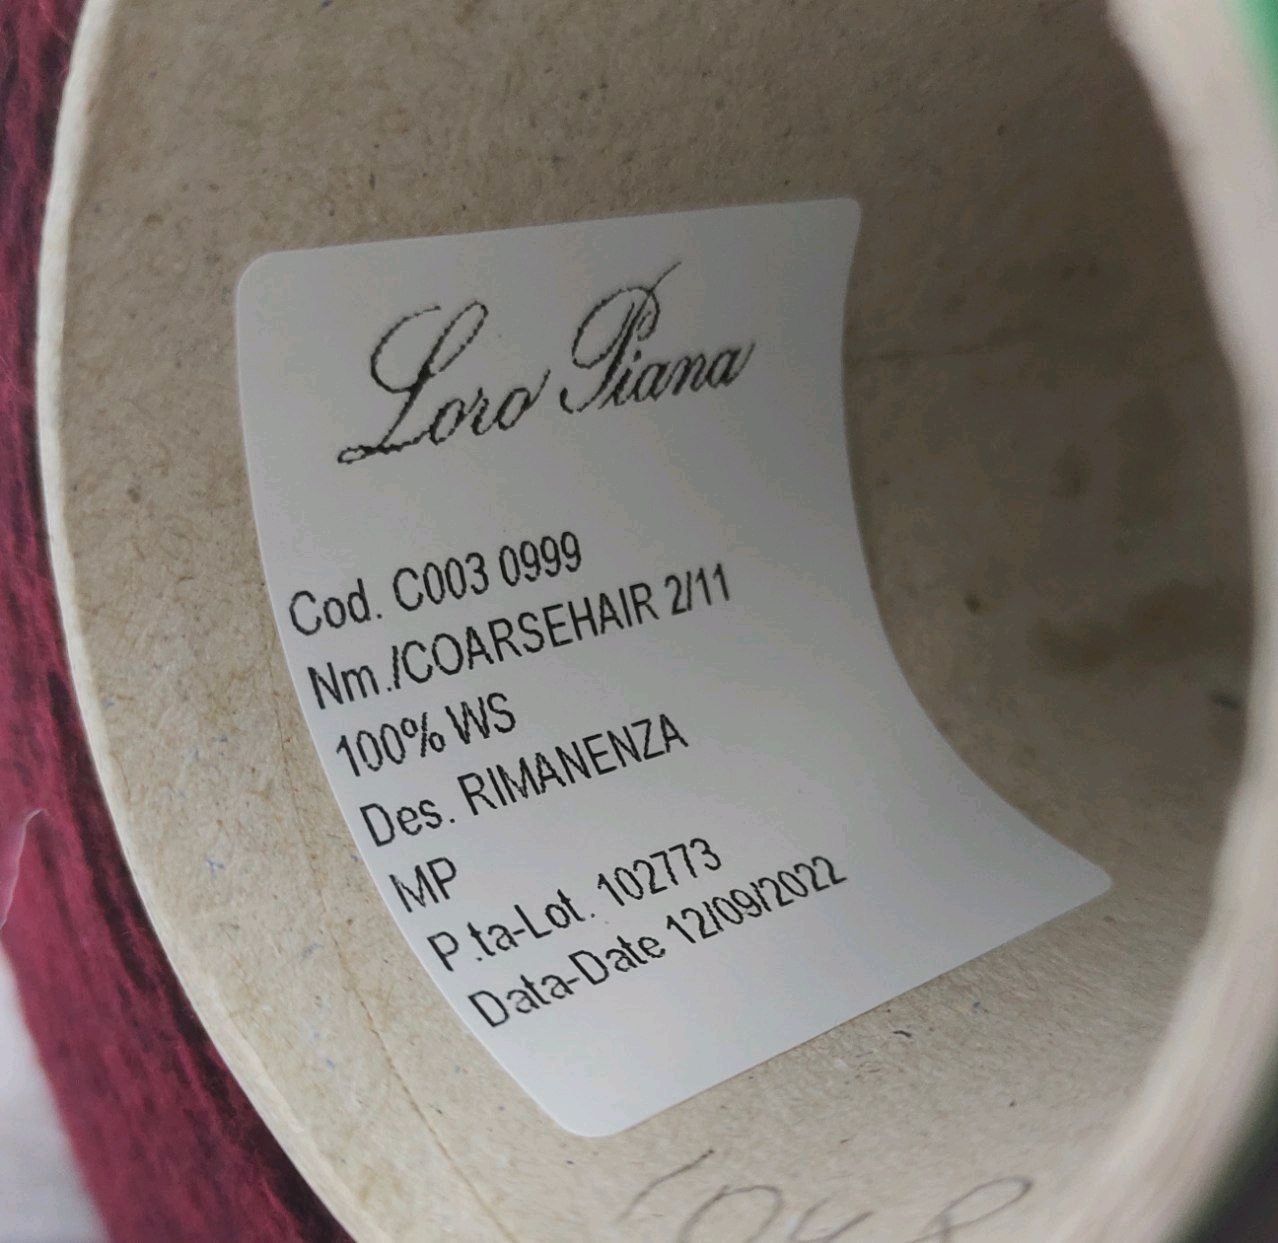 Loro Piana
Cod. C003 0999
Nm./COARSEHAIR 2/11
100% WS
Des. RIMANENZA
MP
P.ta-Lot. 102773
Data-Date 12/09/2022